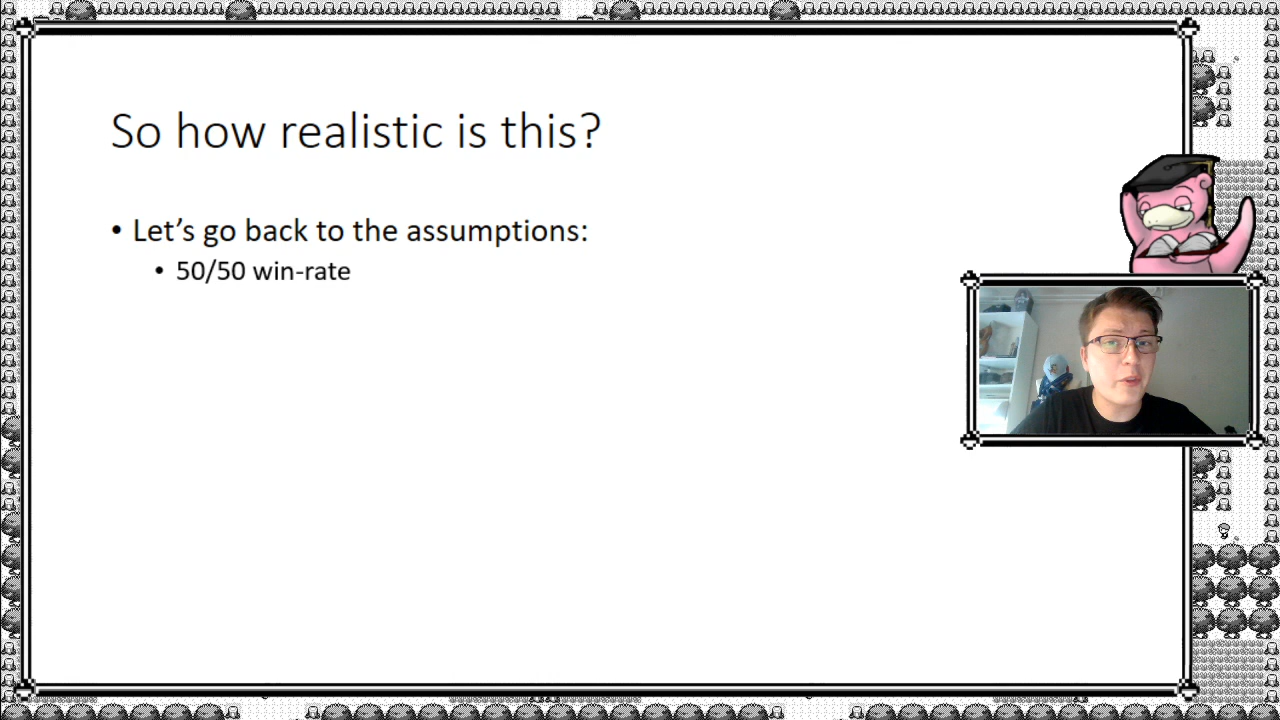 So how realistic is this?
• Let’s go back to the assumptions:
• 50/50 win-rate